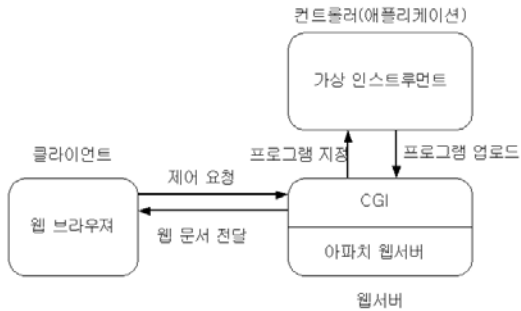 컨트롤러(애플리케이션)
가상 인스트루먼트
클라이언트
프로그램 지정
프로그램 업로드
제어 요청
웹 브라우져
웹 문서 전달
CGI
아파치 웹서버
웹서버